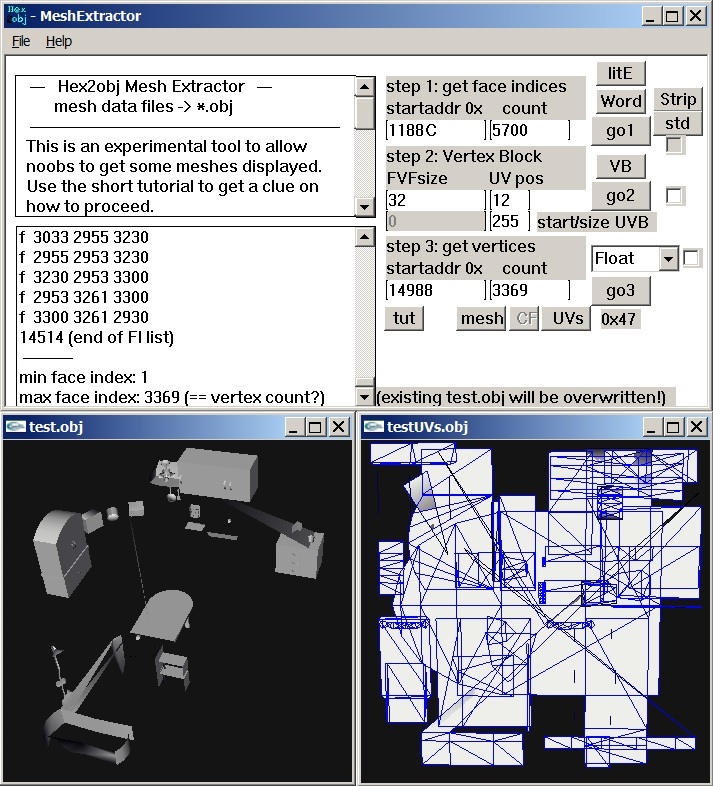 Hex obj - MeshExtractor
File Help
— Hex2obj Mesh Extractor —
mesh data files -> *.obj
This is an experimental tool to allow
noobs to get some meshes displayed.
Use the short tutorial to get a clue on
how to proceed.
f 3033 2955 3230
f 2955 2953 3230
f 3230 2953 3300
f 2953 3261 3300
f 3300 3261 2930
14514 (end of FI list)
min face index: 1
max face index: 3369 (== vertex count?)
step 1: get face indices
startaddr 0x count
1188C 5700
litE
Word
go1
Strip
std
step 2: Vertex Block
FVFsize UV pos
32 12
0 255 start/size UVB
VB
go2
step 3: get vertices
startaddr 0x count
14988 3369
Float
go3
tut mesh CF UVs 0x47
(existing test.obj will be overwritten!)
test.obj
testUVs.obj